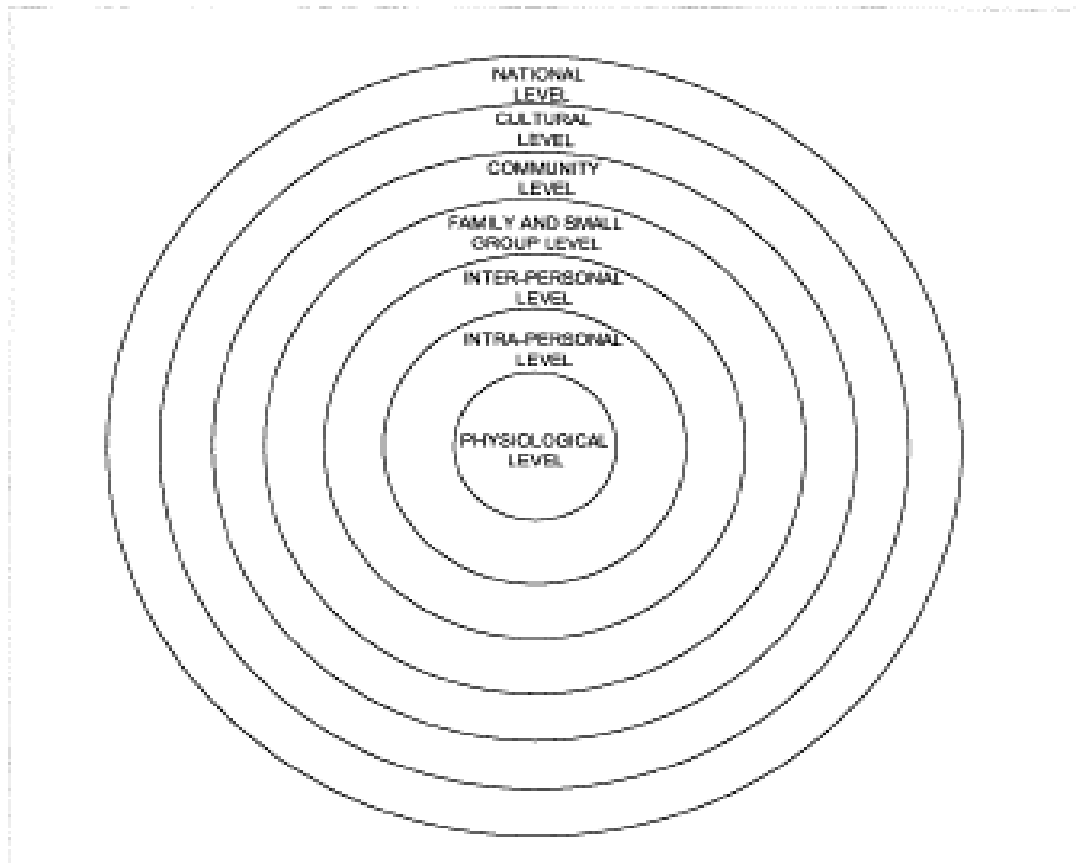 NATIONAL
LEVEL
CULTURAL
LEVEL
COMMUNITY
LEVEL
FAMILY AND SMALL
GROUP LEVEL
INTER-PERSONAL
LEVEL
INTRA-PERSONAL
LEVEL
PHYSIOLOGICAL
LEVEL